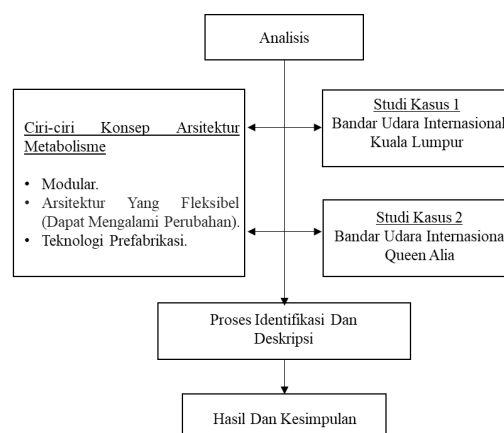 Analisis
Ciri-ciri Konsep Arsitektur
Metabolisme
• Modular.
• Arsitektur Yang Fleksibel
(Dapat Mengalami Perubahan).
• Teknologi Prefabrikasi.
Studi Kasus 1
Bandar Udara Internasional
Kuala Lumpur
Studi Kasus 2
Bandar Udara Internasional
Queen Alia
Proses Identifikasi Dan
Deskripsi
Hasil Dan Kesimpulan